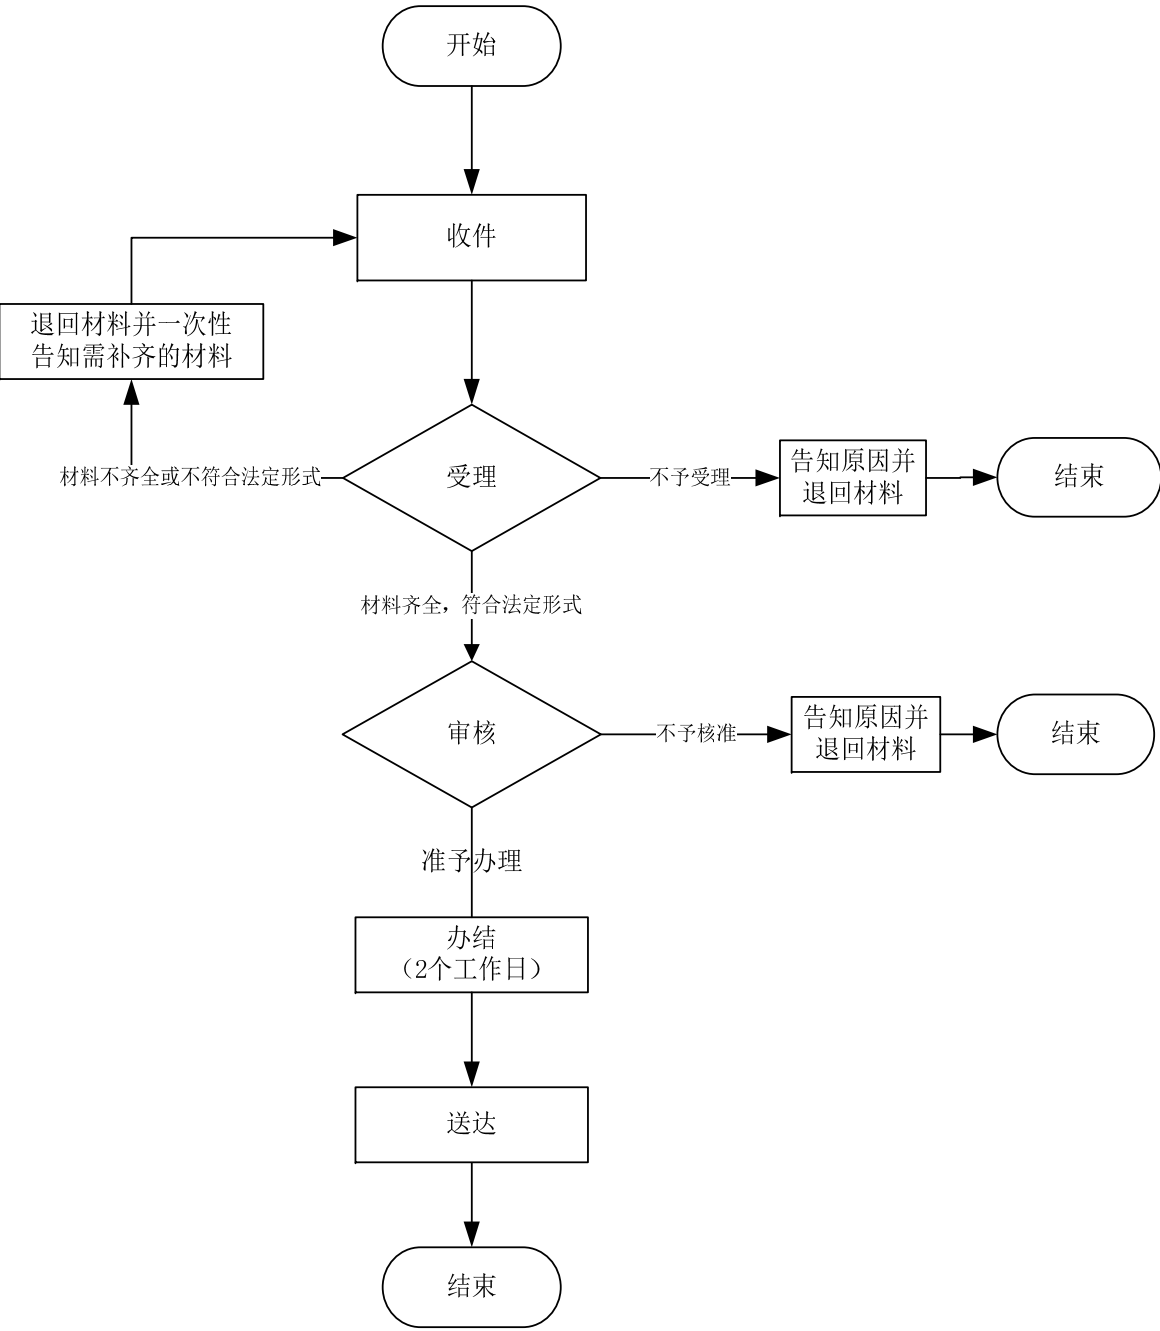 开始
收件
退回材料并一次性
告知需补齐的材料
材料不齐全或不符合法定形式
受理
不予受理
告知原因并
退回材料
结束
材料齐全，符合法定形式
审核
不予核准
告知原因并
退回材料
结束
准予办理
办结
（2个工作日）
送达
结束